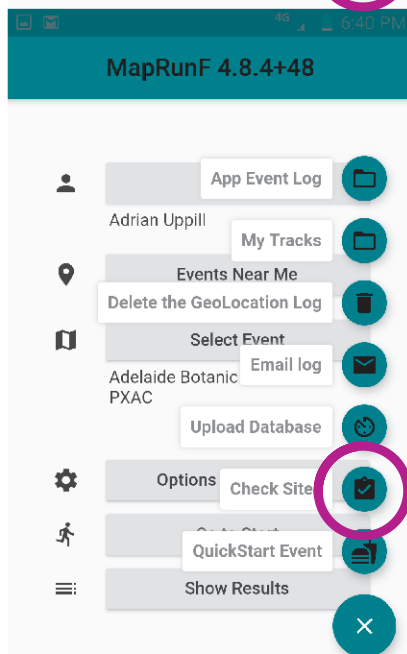 4G 6:40 PM
MapRunF 4.8.4+48
App Event Log
Adrian Uppill
My Tracks
Events Near Me
Delete the GeoLocation Log
Select Event
Email log
Adelaide Botanic
PXAC
Upload Database
Options
Check Site
QuickStart Event
Show Results